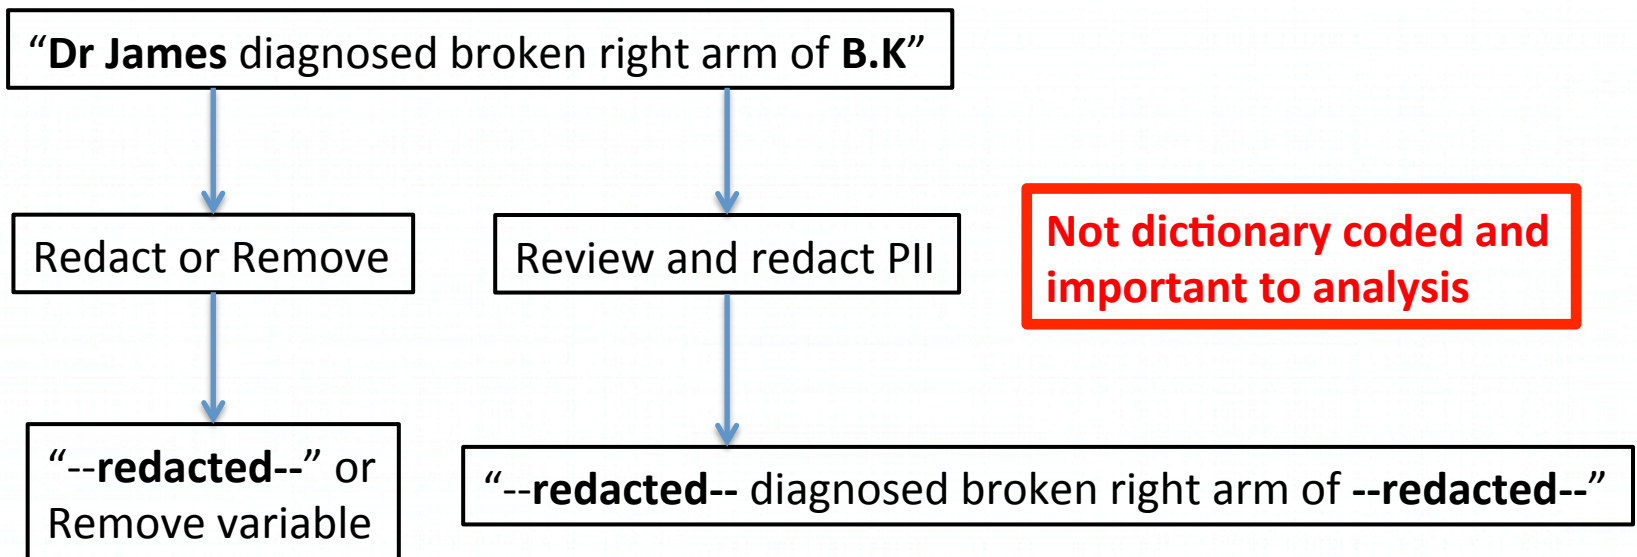 “Dr James diagnosed broken right arm of B.K”
Redact or Remove
Review and redact PII
Not dictionary coded and
important to analysis
“--redacted--” or
Remove variable
“--redacted-- diagnosed broken right arm of --redacted--”